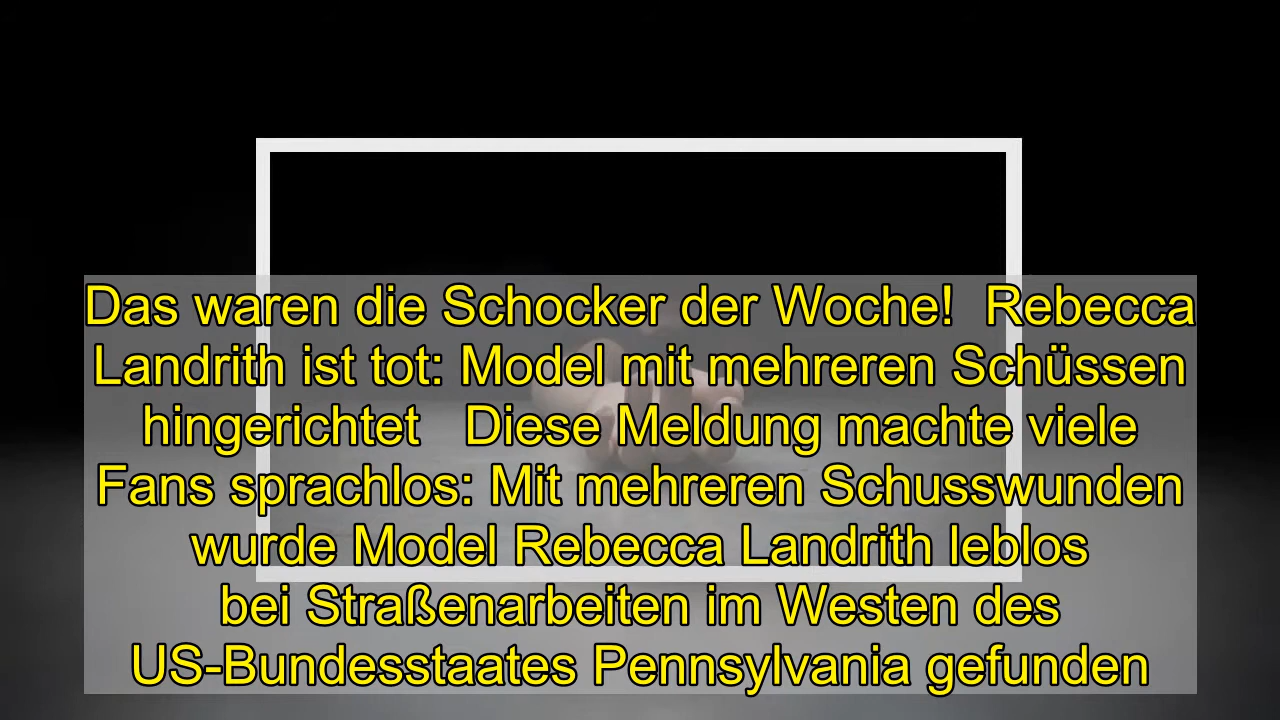 Das waren die Schocker der Woche!  Rebecca
Landrith ist tot: Model mit mehreren Schüssen
hingerichtet   Diese Meldung machte viele
Fans sprachlos: Mit mehreren Schusswunden
wurde Model Rebecca Landrith leblos
bei Straßenarbeiten im Westen des
US-Bundesstaates Pennsylvania gefunden